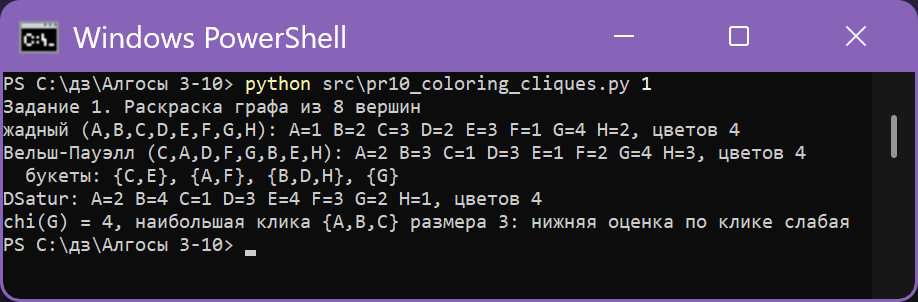 Windows PowerShell
PS C:\дз\Алгосы 3-10> python src\pr10_coloring_cliques.py 1
Задание 1. Раскраска графа из 8 вершин
жадный (A,B,C,D,E,F,G,H): A=1 B=2 C=3 D=2 E=3 F=1 G=4 H=2, цветов 4
Вельш-Пауэлл (C,A,D,F,G,B,E,H): A=2 B=3 C=1 D=3 E=1 F=2 G=4 H=3, цветов 4
  букеты: {C,E}, {A,F}, {B,D,H}, {G}
DSatur: A=2 B=4 C=1 D=3 E=4 F=3 G=2 H=1, цветов 4
chi(G) = 4, наибольшая клика {A,B,C} размера 3: нижняя оценка по клике слабая
PS C:\дз\Алгосы 3-10>